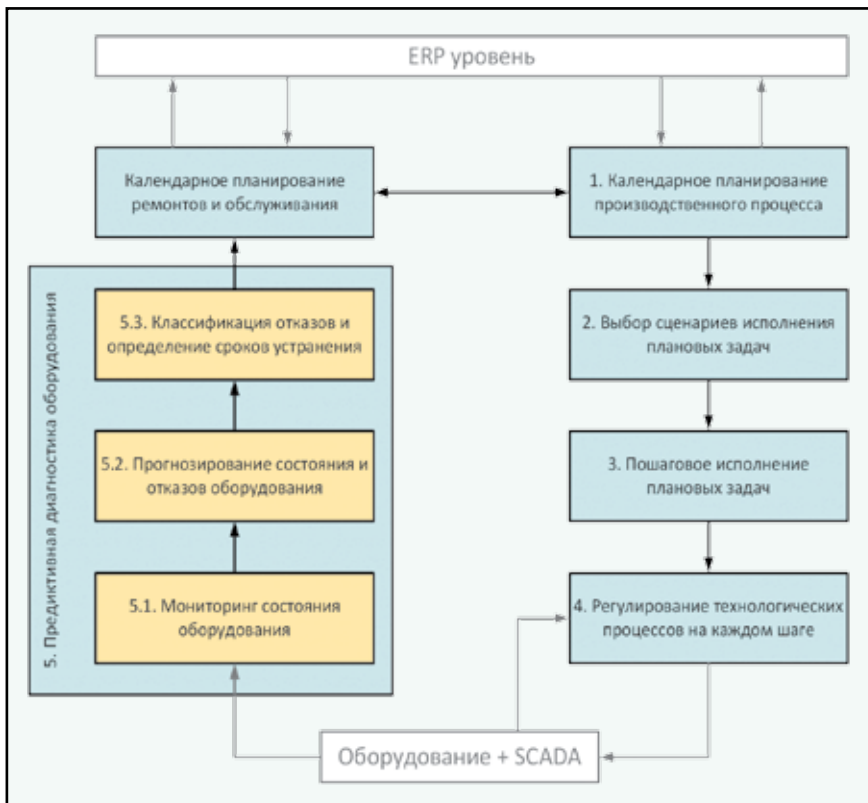 ERP уровень
Календарное планирование
ремонтов и обслуживания
1. Календарное планирование
производственного процесса
5. Предиктивная диагностика оборудования
5.3. Классификация отказов и
определение сроков устранения
2. Выбор сценариев исполнения
плановых задач
5.2. Прогнозирование состояния и
отказов оборудования
3. Пошаговое исполнение
плановых задач
5.1. Мониторинг состояния
оборудования
4. Регулирование технологических
процессов на каждом шаге
Оборудование + SCADA